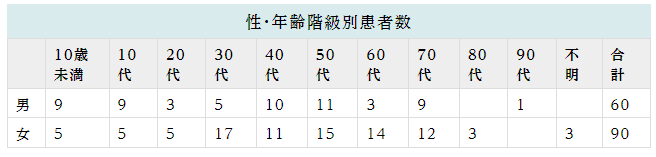 性・年齢階級別患者数
10歳未満 10代 20代 30代 40代 50代 60代 70代 80代 90代 不明 合計
男 9 9 3 5 10 11 3 9 1 60
女 5 5 5 17 11 15 14 12 3 3 90